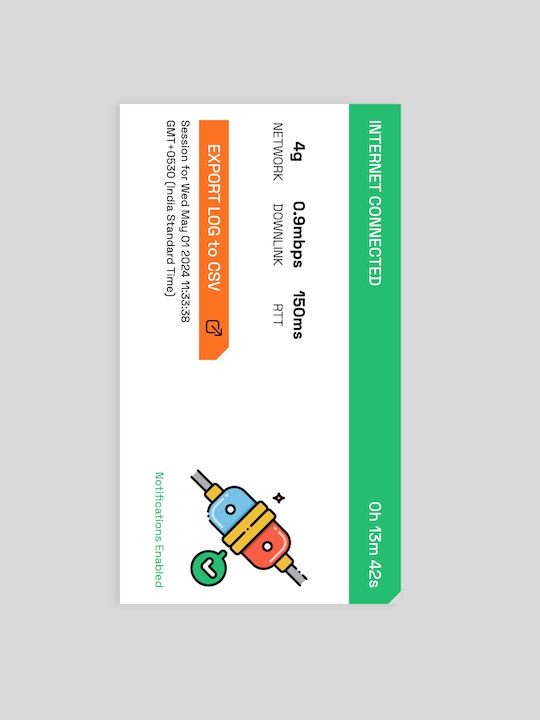 INTERNET CONNECTED
0h 13m 42s
4g
0.9mbps
150ms
NETWORK
DOWNLINK
RTT
EXPORT LOG to CSV
Session for Wed May 01 2024 11:33:38
GMT+0530 (India Standard Time)
Notifications Enabled